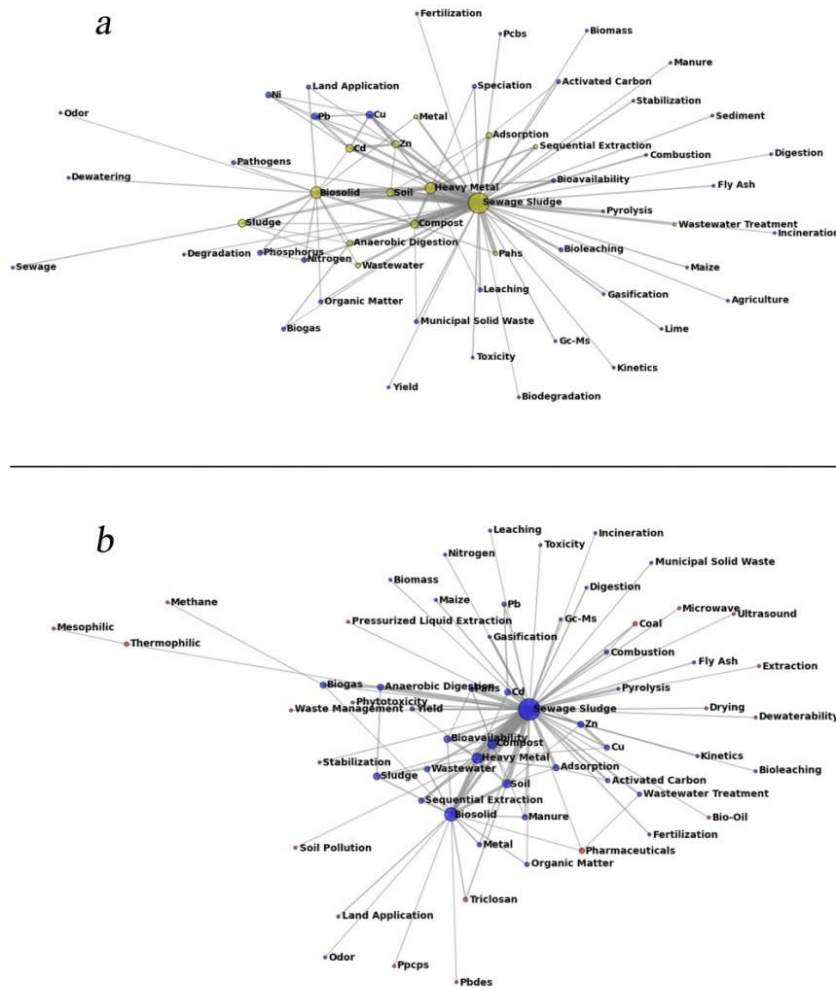 a
Fertilization
Pcbs
Biomass
Manure
Land Application
Speciation
Activated Carbon
Ni
Stabilization
Odor
Pb
Cu
Metal
Sediment
Adsorption
Cd
Zn
Sequential Extraction
Combustion
Digestion
Pathogens
Dewatering
Bioavailability
Fly Ash
Biosolid
Soil
Heavy Metal
Sewage Sludge
Pyrolysis
Sludge
Compost
Wastewater Treatment
Incineration
Anaerobic Digestion
Degradation
Phosphorus
Pahs
Bioleaching
Nitrogen
Wastewater
Sewage
Maize
Organic Matter
Leaching
Gasification
Agriculture
Biogas
Municipal Solid Waste
Lime
Gc-Ms
Toxicity
Kinetics
Yield
Biodegradation
b
Leaching
Incineration
Toxicity
Nitrogen
Municipal Solid Waste
Biomass
Digestion
Methane
Maize
Pb
Microwave
Ultrasound
Pressurized Liquid Extraction
Gc-Ms
Coal
Mesophilic
Gasification
Thermophilic
Combustion
Fly Ash
Extraction
Biogas
Anaerobic Digestion
Pahs
Cd
Pyrolysis
Phytotoxicity
Waste Management
Yield
Sewage Sludge
Drying
Dewaterability
Zn
Bioavailability
Compost
Cu
Heavy Metal
Kinetics
Stabilization
Wastewater
Adsorption
Bioleaching
Sludge
Soil
Activated Carbon
Wastewater Treatment
Sequential Extraction
Biosolid
Manure
Bio-Oil
Fertilization
Metal
Soil Pollution
Pharmaceuticals
Organic Matter
Triclosan
Land Application
Odor
Ppcps
Pbdes